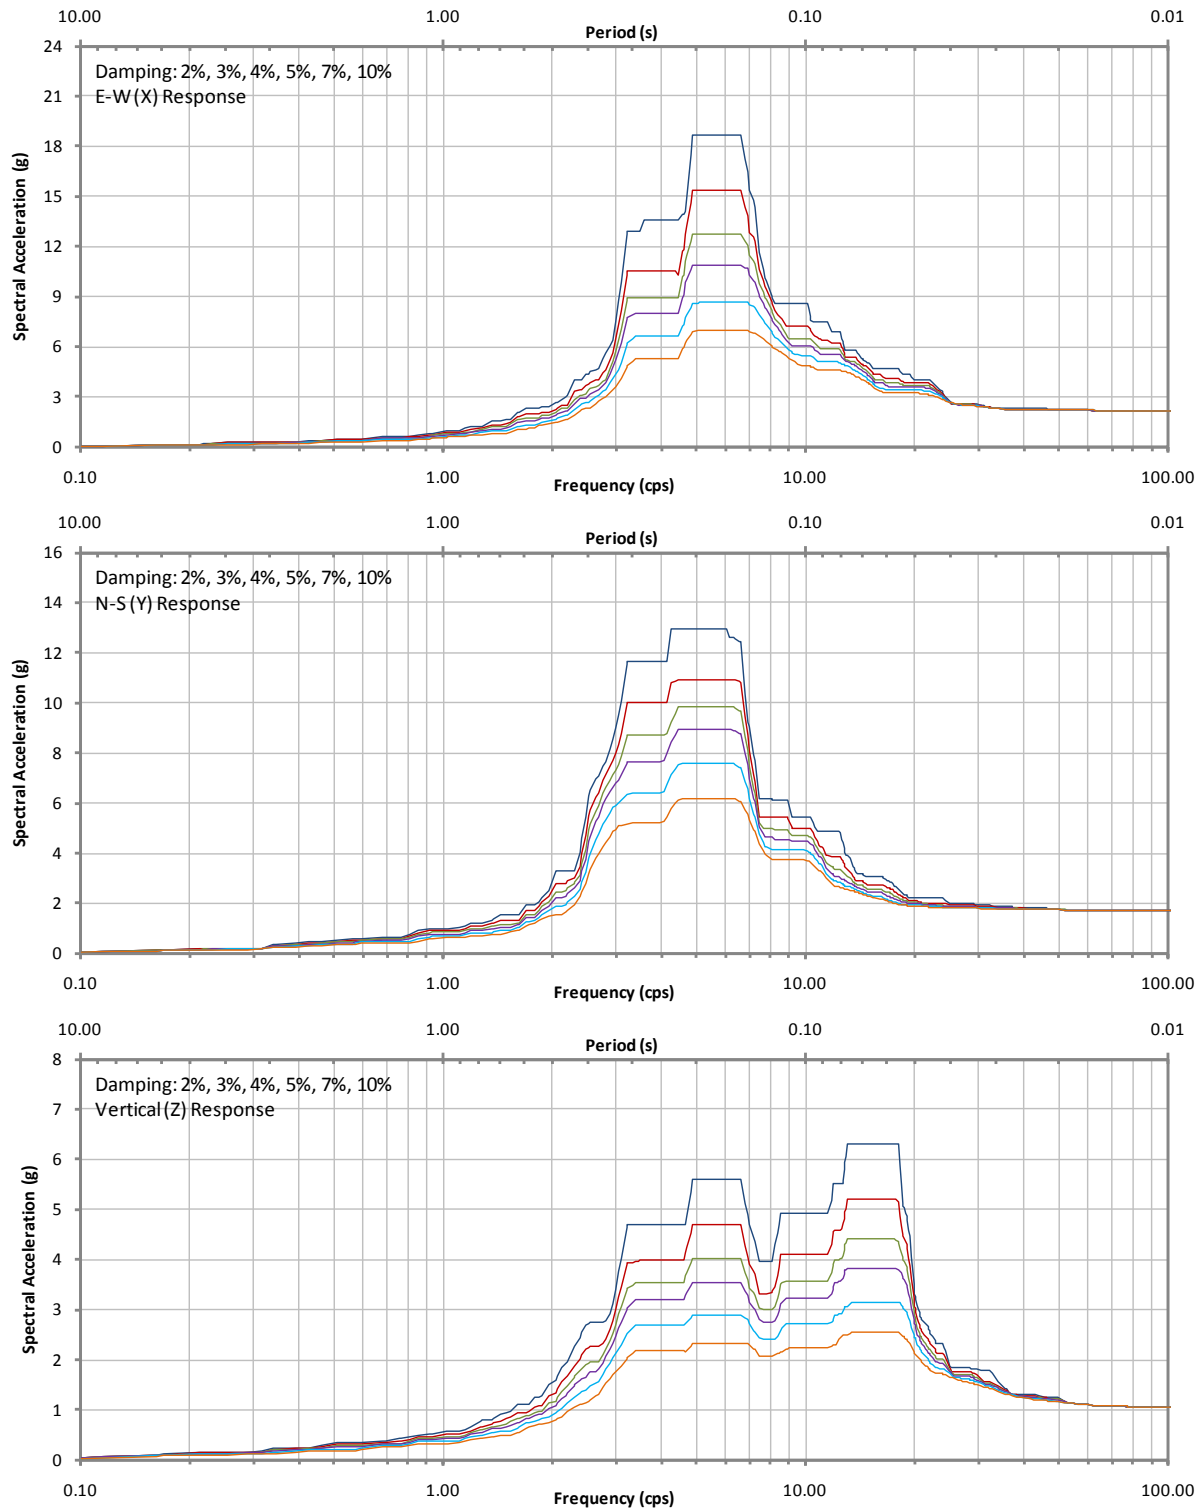 10.00 1.00 0.10 0.01
Period (s)
24
21
18
15
12
9
6
3
0
Spectral Acceleration (g)
Damping: 2%, 3%, 4%, 5%, 7%, 10%
E-W (X) Response
0.10 1.00 10.00 100.00
Frequency (cps)
10.00 1.00 0.10 0.01
Period (s)
16
14
12
10
8
6
4
2
0
Spectral Acceleration (g)
Damping: 2%, 3%, 4%, 5%, 7%, 10%
N-S (Y) Response
0.10 1.00 10.00 100.00
Frequency (cps)
10.00 1.00 0.10 0.01
Period (s)
8
7
6
5
4
3
2
1
0
Spectral Acceleration (g)
Damping: 2%, 3%, 4%, 5%, 7%, 10%
Vertical (Z) Response
0.10 1.00 10.00 100.00
Frequency (cps)